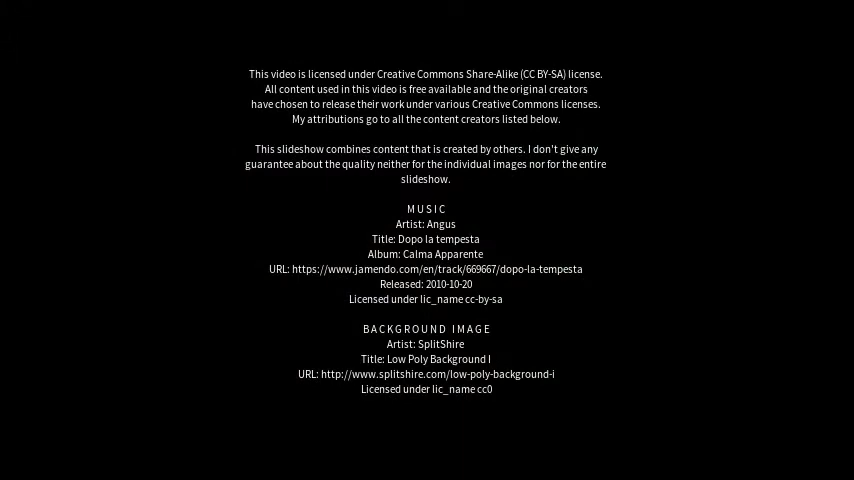 This video is licensed under Creative Commons Share-Alike (CC BY-SA) license.
All content used in this video is free available and the original creators
have chosen to release their work under various Creative Commons licenses.
My attributions go to all the content creators listed below.
This slideshow combines content that is created by others. I don't give any
guarantee about the quality neither for the individual images nor for the entire
slideshow.
MUSIC
Artist: Angus
Title: Dopo la tempesta
Album: Calma Apparente
URL: https://www.jamendo.com/en/track/669667/dopo-la-tempesta
Released: 2010-10-20
Licensed under lic_name cc-by-sa
BACKGROUND IMAGE
Artist: SplitShire
Title: Low Poly Background I
URL: http://www.splitshire.com/low-poly-background-i
Licensed under lic_name cc0